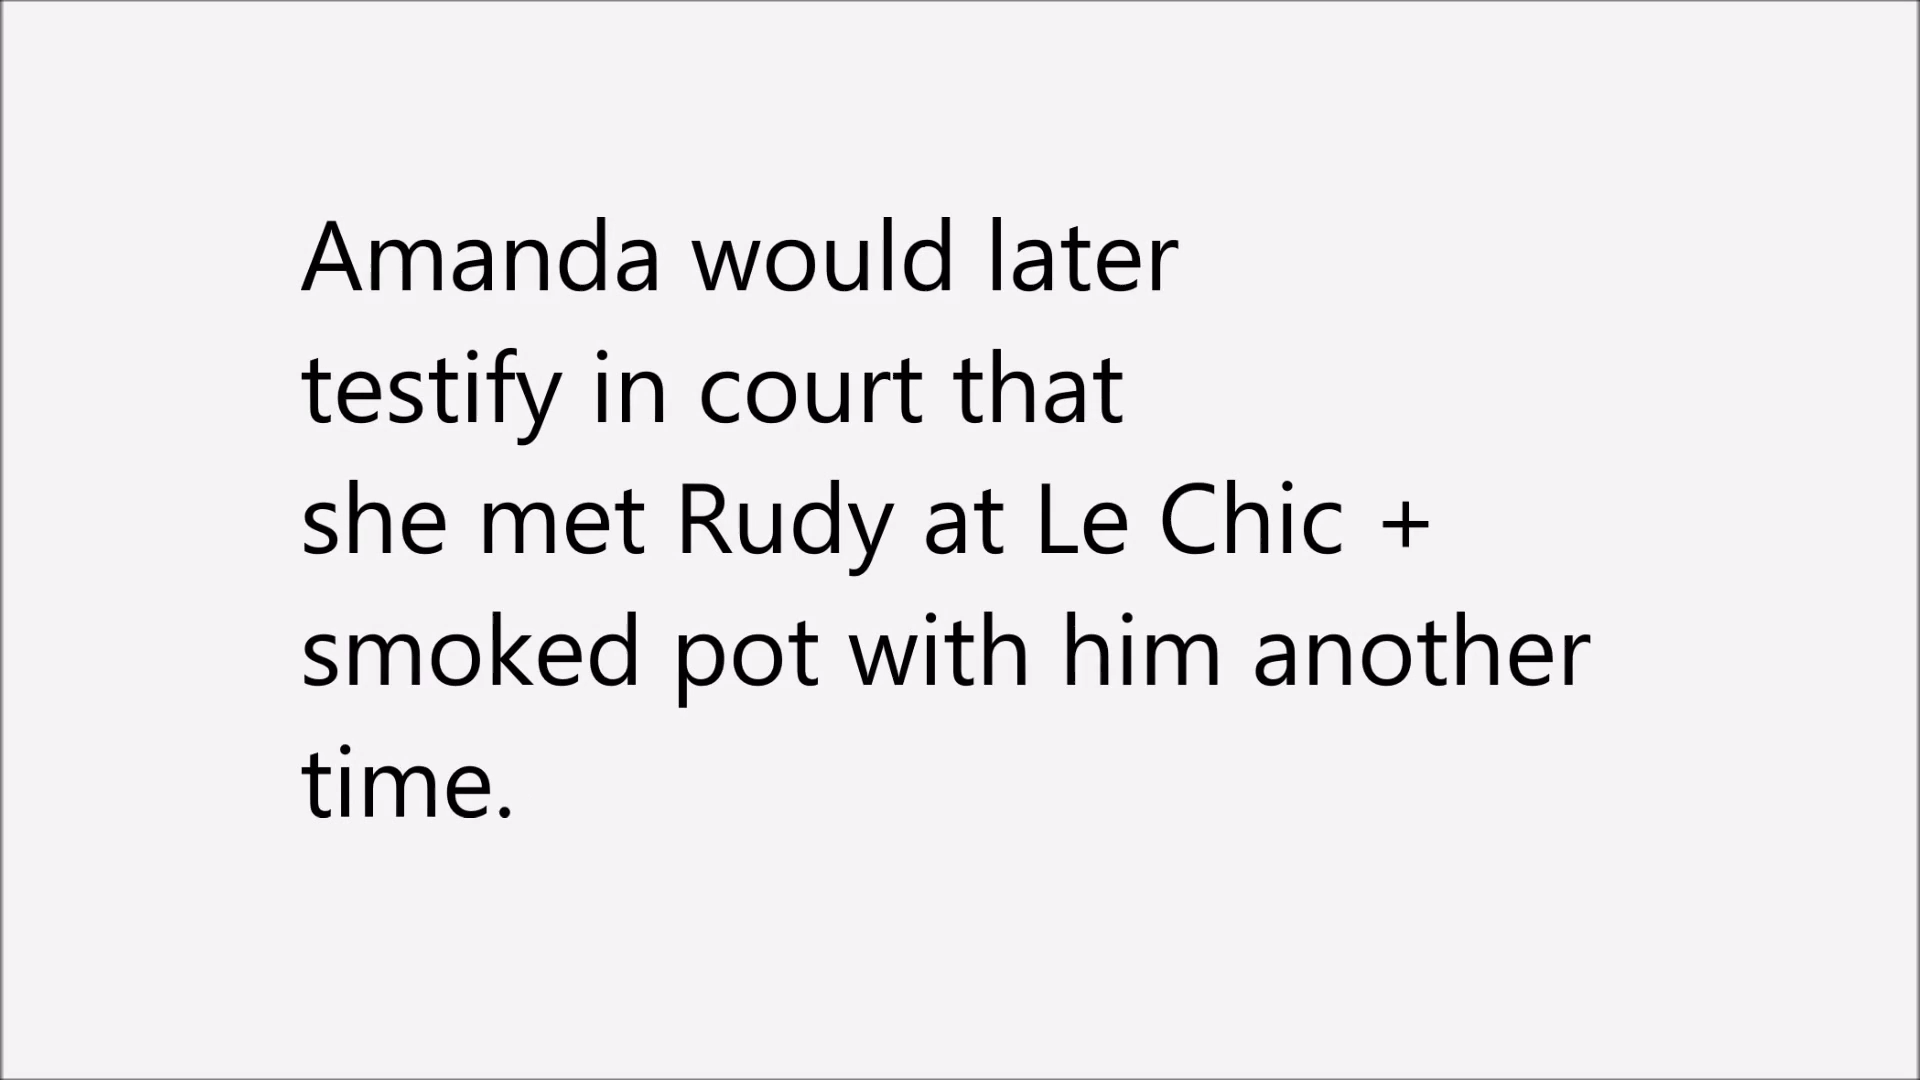 Amanda would later
testify in court that
she met Rudy at Le Chic +
smoked pot with him another
time.